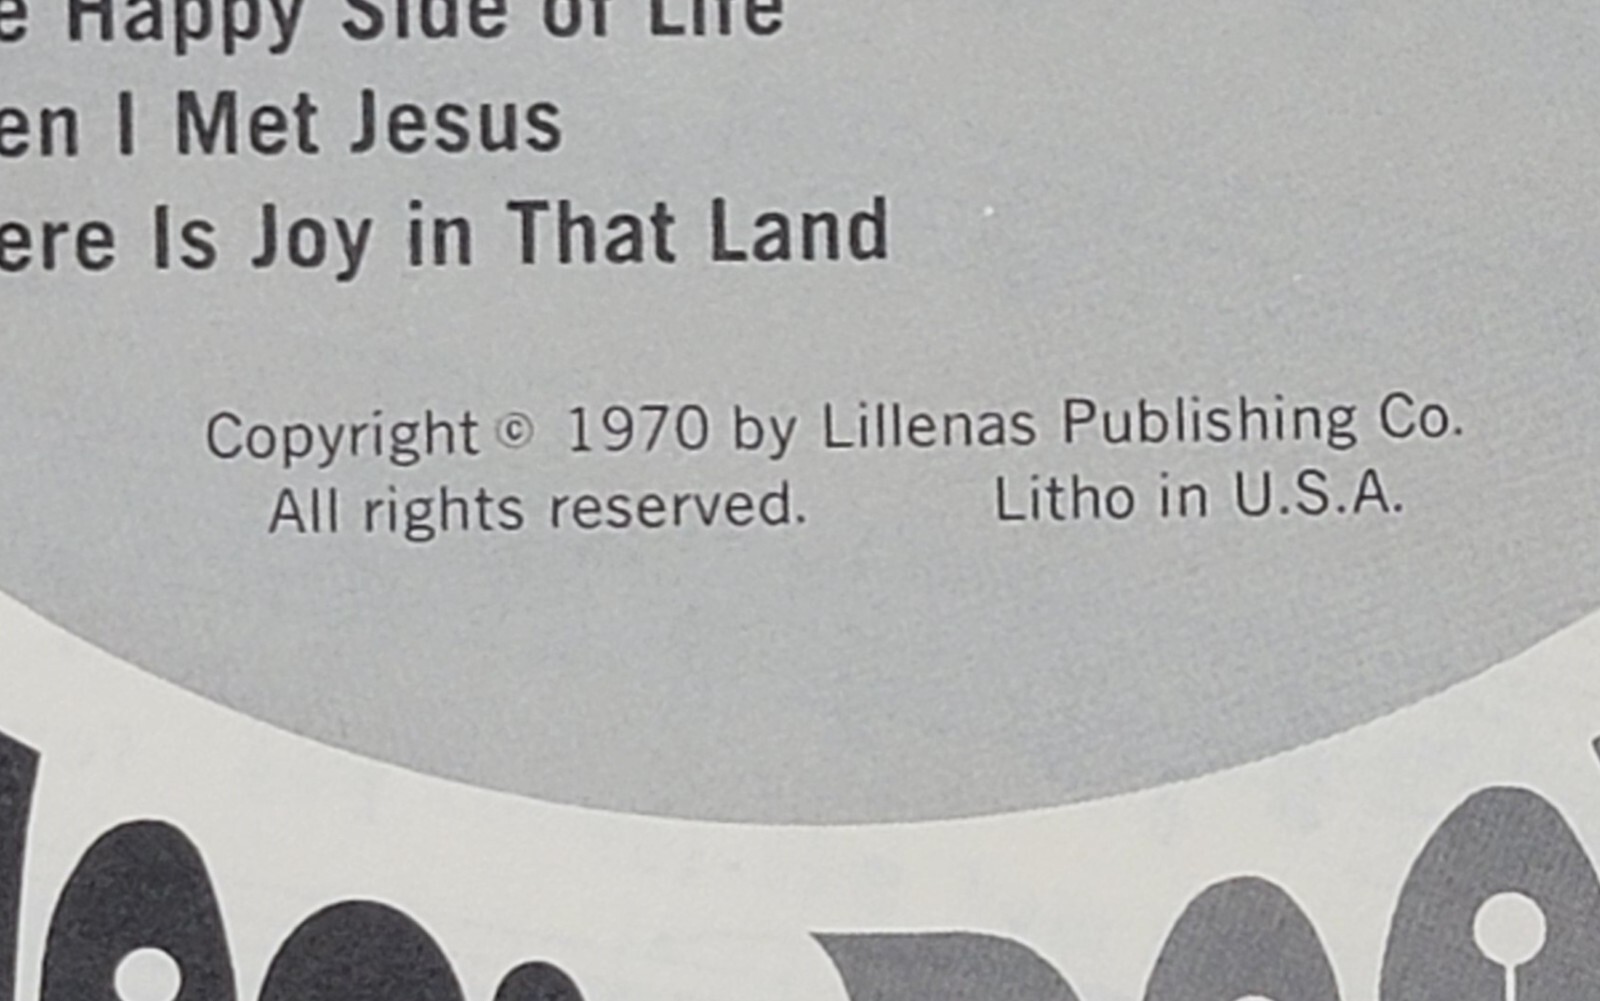 Happy Side of Life
en I Met Jesus
ere Is Joy in That Land
Copyright © 1970 by Lillenas Publishing Co.
All rights reserved. Litho in U.S.A.